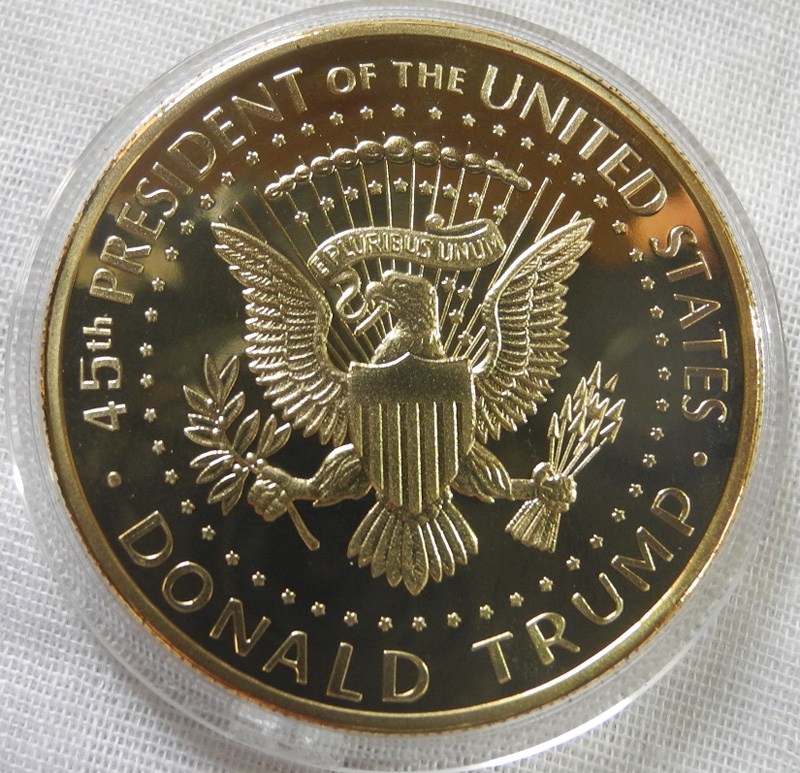 45th PRESIDENT OF THE UNITED STATES
E PLURIBUS UNUM
DONALD TRUMP